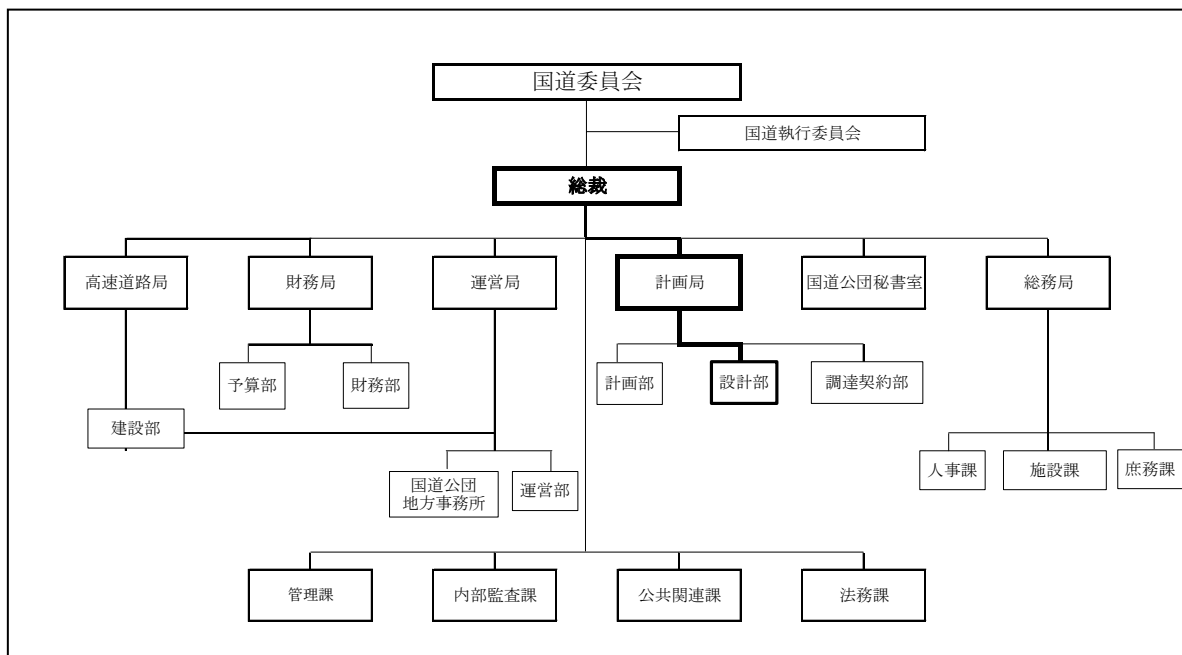 国道委員会
国道執行委員会
総裁
高速道路局
財務局
運営局
計画局
国道公団秘書室
総務局
予算部
財務部
計画部
設計部
調達契約部
建設部
国道公団
地方事務所
運営部
人事課
施設課
庶務課
管理課
内部監査課
公共関連課
法務課